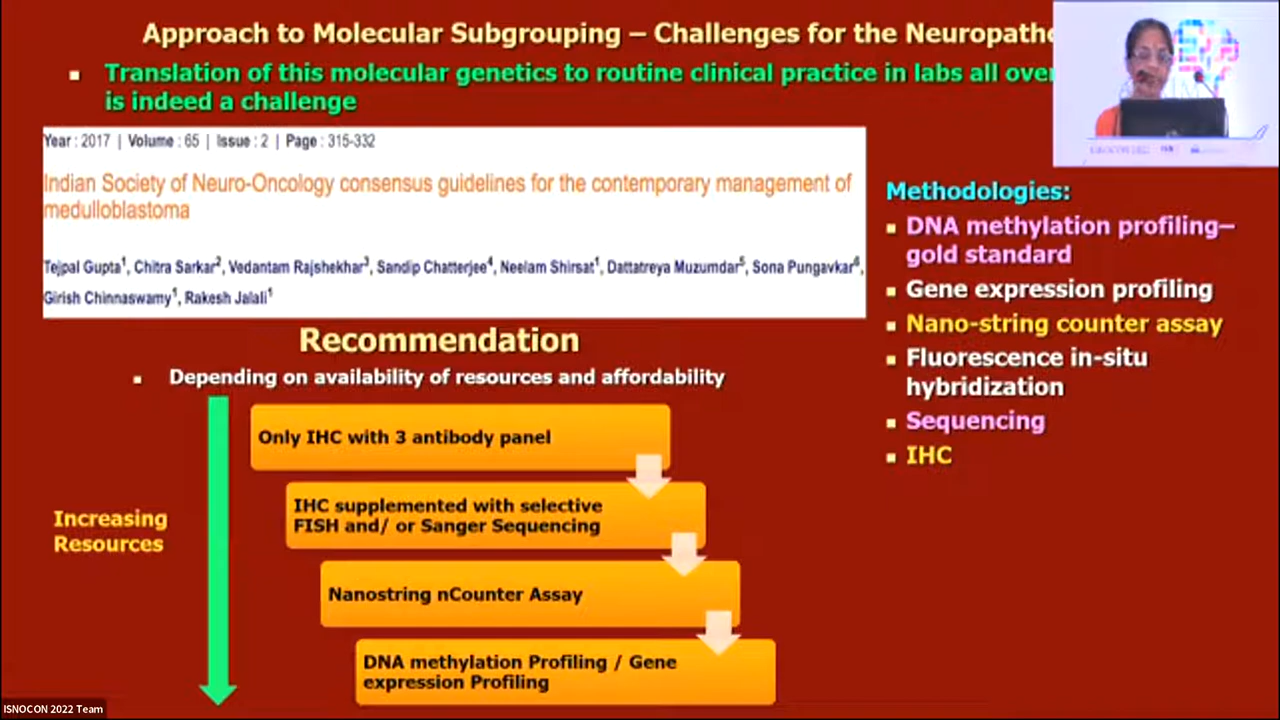 Approach to Molecular Subgrouping – Challenges for the Neuropatho
▪ Translation of this molecular genetics to routine clinical practice in labs all over
is indeed a challenge
Year : 2017 | Volume : 65 | Issue : 2 | Page : 315-332
Indian Society of Neuro-Oncology consensus guidelines for the contemporary management of
medulloblastoma
Tejpal Gupta1, Chitra Sarkar2, Vedantam Rajshekhar3, Sandip Chatterjee4, Neelam Shirsat1, Dattatreya Muzumdar5, Sona Pungavkar6,
Girish Chinnaswamy1, Rakesh Jalali1
Recommendation
▪ Depending on availability of resources and affordability
Increasing
Resources
Only IHC with 3 antibody panel
IHC supplemented with selective
FISH and/ or Sanger Sequencing
Nanostring nCounter Assay
DNA methylation Profiling / Gene
expression Profiling
Methodologies:
▪ DNA methylation profiling–
gold standard
▪ Gene expression profiling
▪ Nano-string counter assay
▪ Fluorescence in-situ
hybridization
▪ Sequencing
▪ IHC
ISNOCON 2022 Team